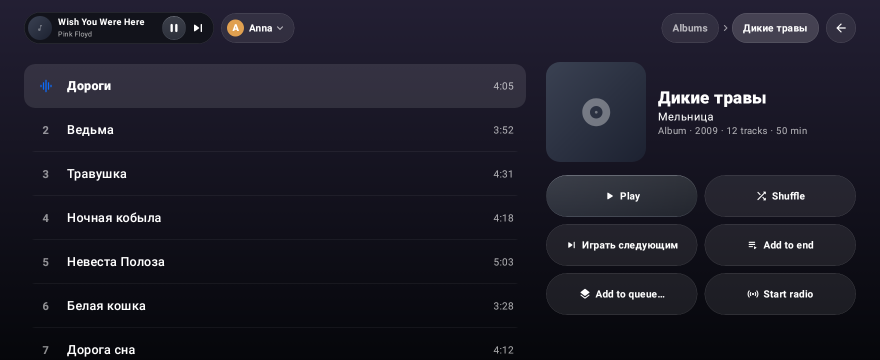 Wish You Were Here
Pink Floyd
A Anna
Albums
Дикие травы
Дороги 4:05
2 Ведьма 3:52
3 Травушка 4:31
4 Ночная кобыла 4:18
5 Невеста Полоза 5:03
6 Белая кошка 3:28
7 Дорога сна 4:12
Дикие травы
Мельница
Album · 2009 · 12 tracks · 50 min
Play
Shuffle
Играть следующим
Add to end
Add to queue...
Start radio